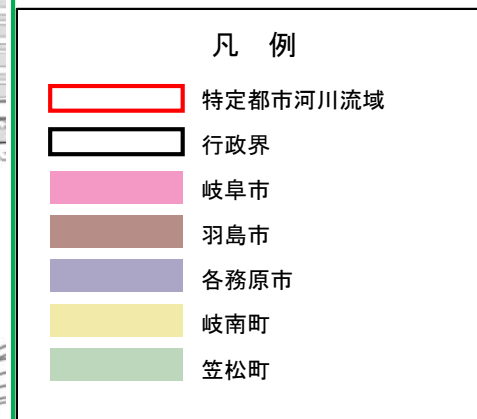 凡 例
特定都市河川流域
行政界
岐阜市
羽島市
各務原市
岐南町
笠松町